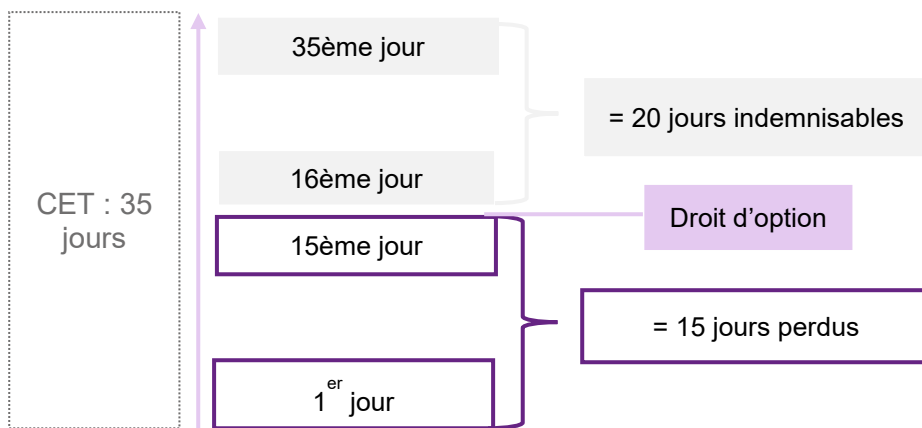 35ème jour
= 20 jours indemnisables
16ème jour
CET : 35
jours
Droit d’option
15ème jour
= 15 jours perdus
1er jour